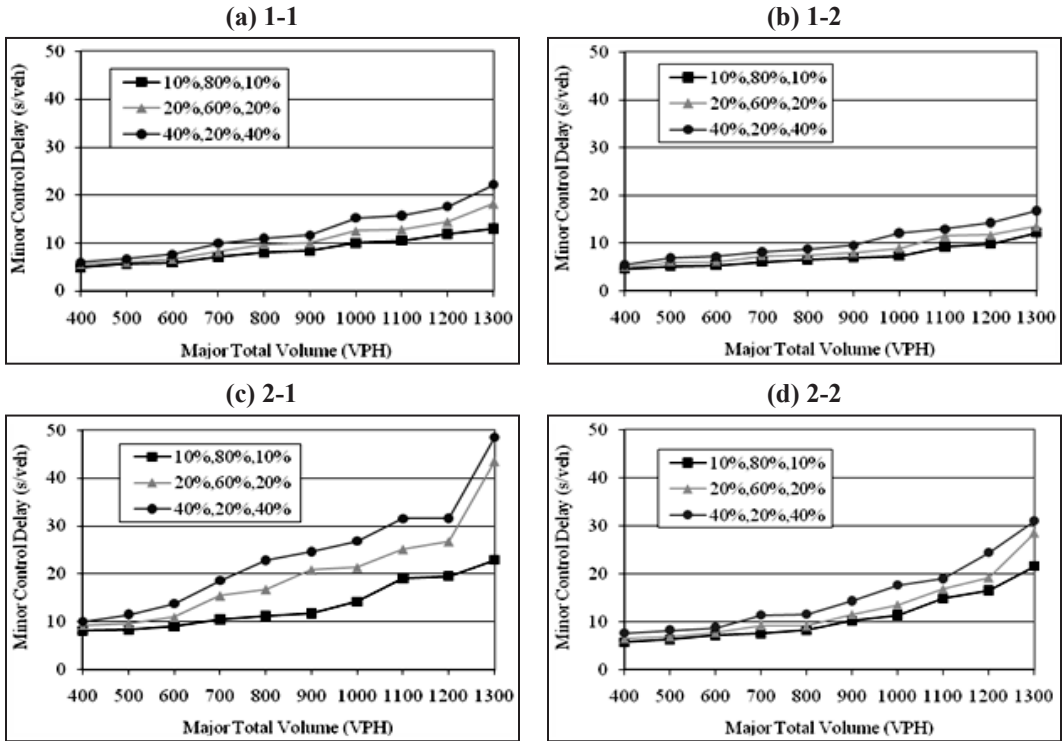 (a) 1-1
Minor Control Delay (s/veh)
50
40
30
20
10
0
10%,80%,10%
20%,60%,20%
40%,20%,40%
400 500 600 700 800 900 1000 1100 1200 1300
Major Total Volume (VPH)
(b) 1-2
Minor Control Delay (s/veh)
50
40
30
20
10
0
10%,80%,10%
20%,60%,20%
40%,20%,40%
400 500 600 700 800 900 1000 1100 1200 1300
Major Total Volume (VPH)
(c) 2-1
Minor Control Delay (s/veh)
50
40
30
20
10
0
10%,80%,10%
20%,60%,20%
40%,20%,40%
400 500 600 700 800 900 1000 1100 1200 1300
Major Total Volume (VPH)
(d) 2-2
Minor Control Delay (s/veh)
50
40
30
20
10
0
10%,80%,10%
20%,60%,20%
40%,20%,40%
400 500 600 700 800 900 1000 1100 1200 1300
Major Total Volume (VPH)